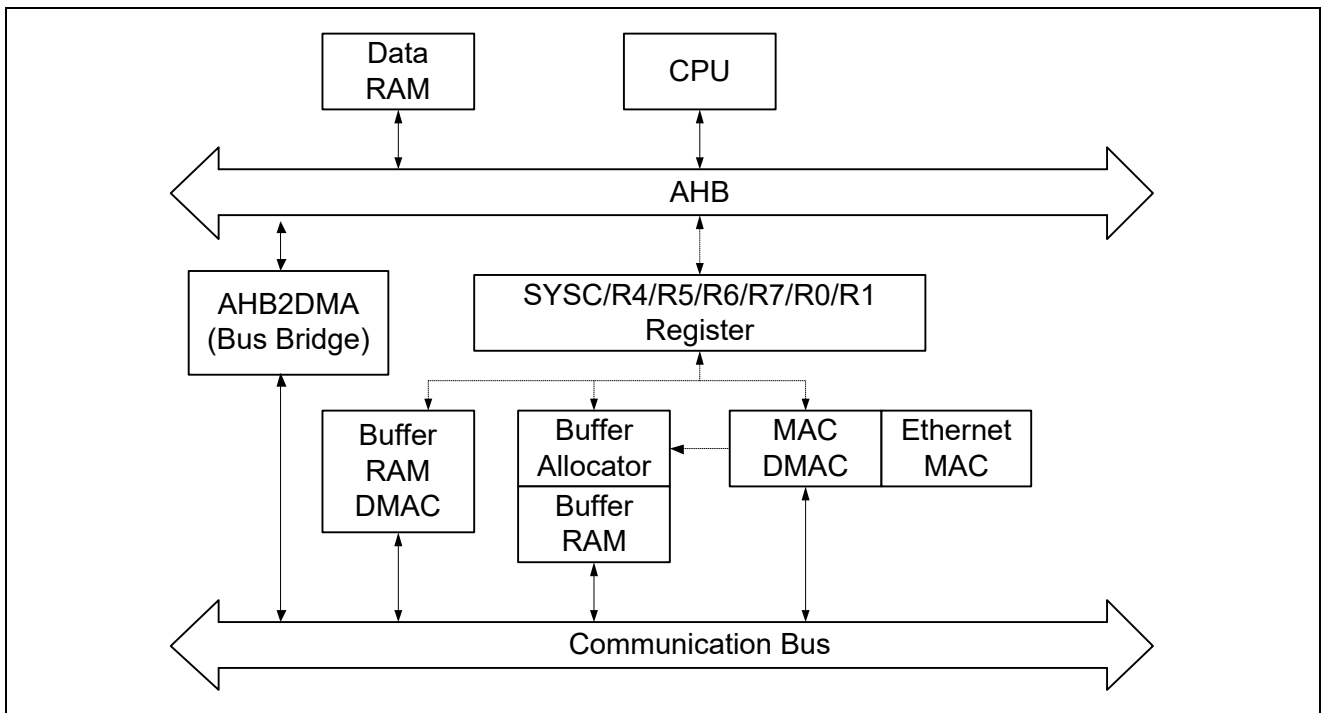 Data
RAM
CPU
AHB
AHB2DMA
(Bus Bridge)
SYSC/R4/R5/R6/R7/R0/R1
Register
Buffer
RAM
DMAC
Buffer
Allocator
Buffer
RAM
MAC
DMAC
Ethernet
MAC
Communication Bus